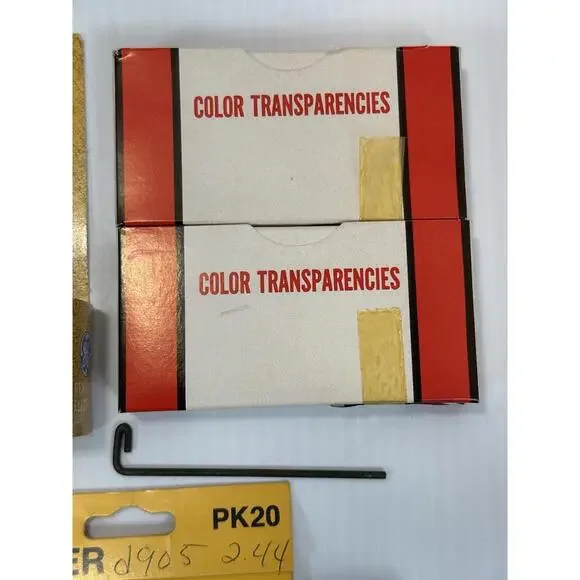 COLOR TRANSPARENCIES
COLOR TRANSPARENCIES
PK20
ER d905 2.44